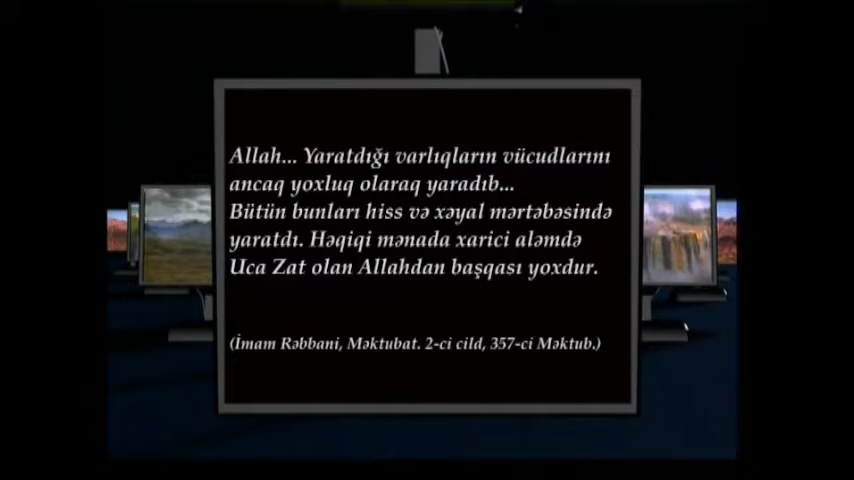 Allah... Yaratdığı varlıqların vücudlarını
ancaq yoxluq olaraq yaradıb...
Bütün bunları hiss və xəyal mərtəbəsində
yaratdı. Həqiqi mənada xarici aləmdə
Uca Zat olan Allahdan başqası yoxdur.
(İmam Rəbbani, Məktubat. 2-ci cild, 357-ci Məktub.)